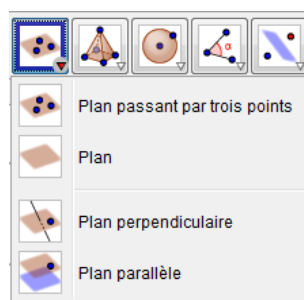 α
Plan passant par trois points
Plan
Plan perpendiculaire
Plan parallèle